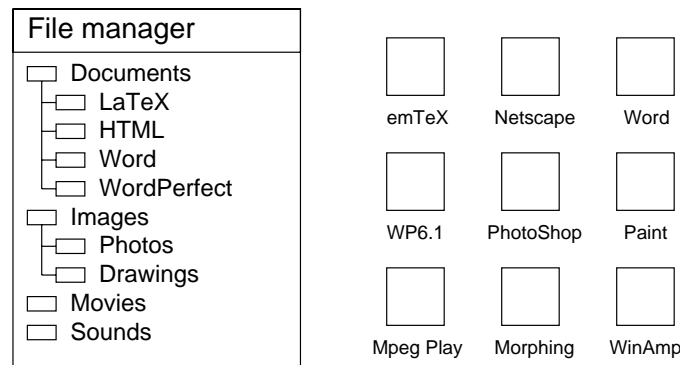 File manager
Documents
LaTeX
HTML
Word
WordPerfect
Images
Photos
Drawings
Movies
Sounds
emTeX Netscape Word
WP6.1 PhotoShop Paint
Mpeg Play Morphing WinAmp